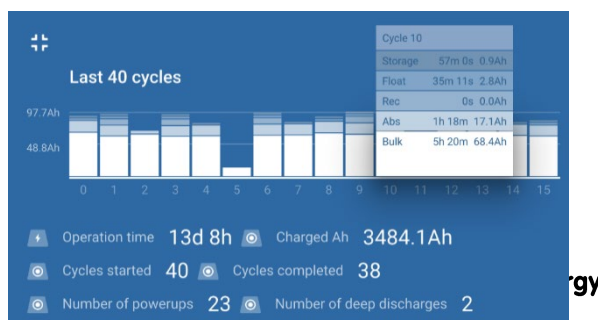 Cycle 10
Storage 57m 0s 0.9Ah
Float 35m 11s 2.8Ah
Rec 0s 0.0Ah
Abs 1h 18m 17.1Ah
Bulk 5h 20m 68.4Ah
Last 40 cycles
97.7Ah
48.8Ah
0 1 2 3 4 5 6 7 8 9 10 11 12 13 14 15
Operation time 13d 8h Charged Ah 3484.1Ah
Cycles started 40 Cycles completed 38
rgy
Number of powerups 23 Number of deep discharges 2